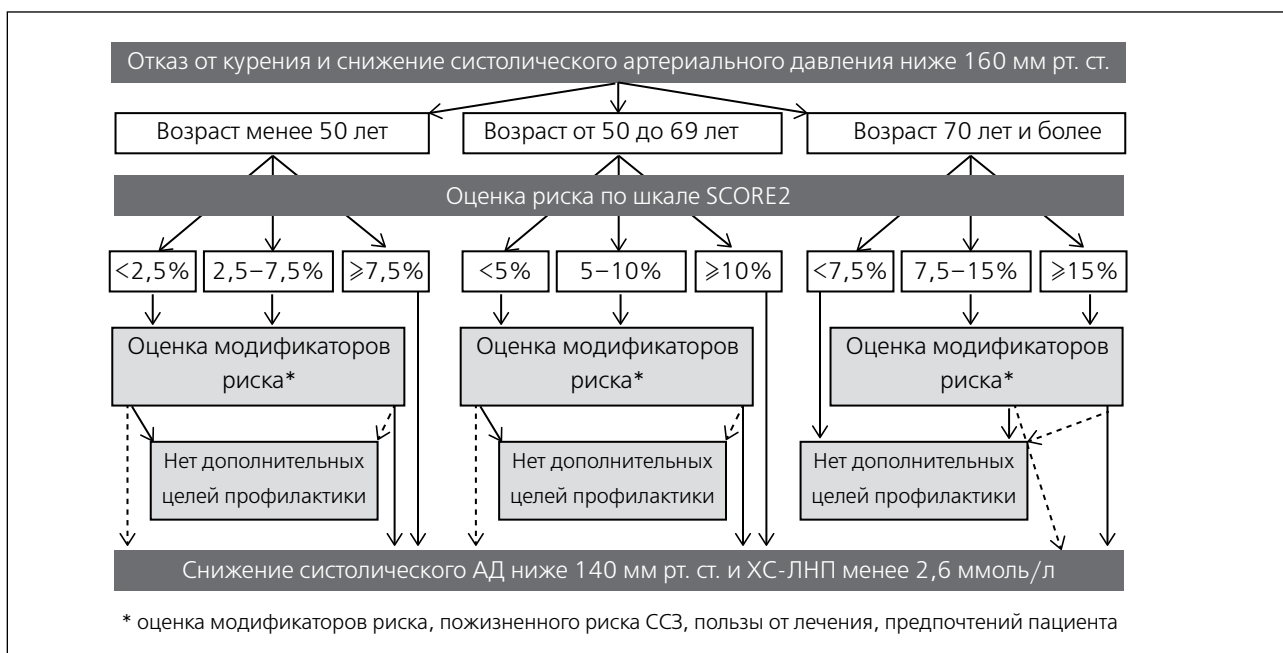 Отказ от курения и снижение систолического артериального давления ниже 160 мм рт. ст.
Возраст менее 50 лет
Возраст от 50 до 69 лет
Возраст 70 лет и более
Оценка риска по шкале SCORE2
<2,5%
2,5–7,5%
⩾7,5%
<5%
5–10%
⩾10%
<7,5%
7,5–15%
⩾15%
Оценка модификаторов
риска*
Оценка модификаторов
риска*
Оценка модификаторов
риска*
Нет дополнительных
целей профилактики
Нет дополнительных
целей профилактики
Нет дополнительных
целей профилактики
Снижение систолического АД ниже 140 мм рт. ст. и ХС-ЛНП менее 2,6 ммоль/л
* оценка модификаторов риска, пожизненного риска ССЗ, пользы от лечения, предпочтений пациента